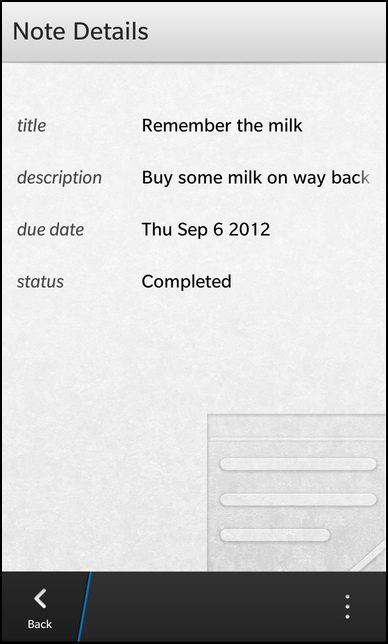 Note Details
title Remember the milk
description Buy some milk on way back
due date Thu Sep 6 2012
status Completed
Back